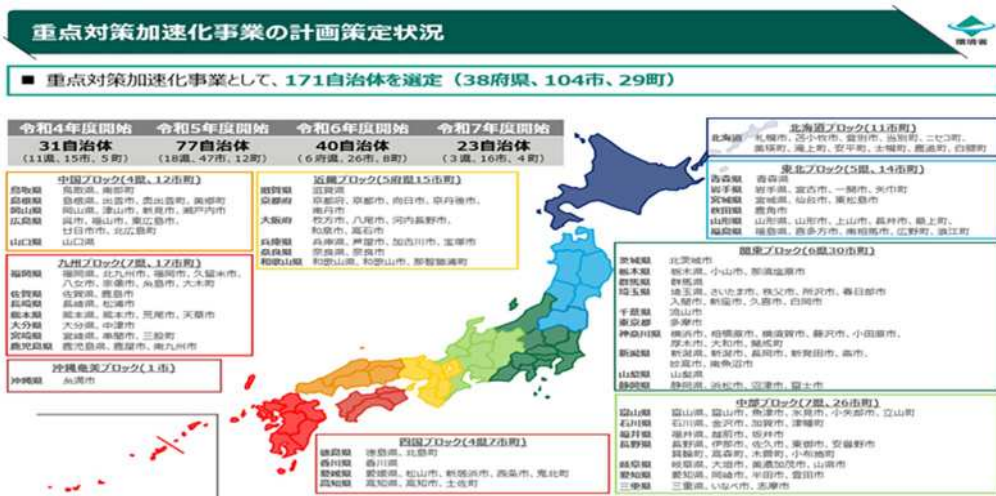 重点対策加速化事業の計画策定状況
環境省
■ 重点対策加速化事業として、171自治体を選定（38府県、104市、29町）
令和4年度開始 令和5年度開始 令和6年度開始 令和7年度開始
31自治体 77自治体 40自治体 23自治体
(11県、15市、5町) (18県、47市、12町) (6府県、26市、8町) (3県、16市、4町)
北海道ブロック(11市町)
北海道 札幌市、苫小牧市、登別市、当別町、ニセコ町、
美瑛町、滝上町、安平町、士幌町、鹿追町、白糠町
東北ブロック(5県、14市町)
青森県 青森県
岩手県 岩手県、宮古市、一関市、矢巾町
宮城県 宮城県、仙台市、東松島市
秋田県 鹿角市
山形県 山形県、山形市、上山市、長井市、最上町、
福島県 福島県、喜多方市、南相馬市、広野町、浪江町
中国ブロック(4県、12市町)
鳥取県 鳥取県、南部町
島根県 島根県、出雲市、奥出雲町、美郷町
岡山県 岡山県、津山市、新見市、瀬戸内市
広島県 呉市、福山市、東広島市、
廿日市市、北広島町
山口県 山口県
近畿ブロック(5府県15市町)
滋賀県 滋賀県
京都府 京都府、京都市、向日市、京丹後市、
南丹市
大阪府 枚方市、八尾市、河内長野市、
和泉市、高石市
兵庫県 兵庫県、芦屋市、加古川市、宝塚市
奈良県 奈良県、奈良市
和歌山県 和歌山県、和歌山市、那智勝浦町
関東ブロック(6県30市町)
茨城県 北茨城市
栃木県 栃木県、小山市、那須塩原市
群馬県 群馬県
埼玉県 埼玉県、さいたま市、秩父市、所沢市、春日部市
入間市、新座市、久喜市、白岡市
千葉県 流山市
東京都 多摩市
神奈川県 横浜市、相模原市、横須賀市、藤沢市、小田原市、
厚木市、大和市、開成町
新潟県 新潟県、新潟市、長岡市、新発田市、燕市、
妙高市、南魚沼市
山梨県 山梨県
静岡県 静岡県、浜松市、沼津市、富士市
九州ブロック(7県、17市町)
福岡県 福岡県、北九州市、福岡市、久留米市、
八女市、宗像市、糸島市、大木町
佐賀県 佐賀県、鹿島市
長崎県 長崎県、松浦市
熊本県 熊本県、熊本市、荒尾市、天草市
大分県 大分県、中津市
宮崎県 宮崎県、串間市、三股町
鹿児島県 鹿児島県、鹿屋市、南九州市
沖縄奄美ブロック(1市)
沖縄県 糸満市
四国ブロック(4県7市町)
徳島県 徳島県、北島町
香川県 香川県
愛媛県 愛媛県、松山市、新居浜市、西条市、鬼北町
高知県 高知県、高知市、土佐町
中部ブロック(7県、26市町)
富山県 富山県、富山市、魚津市、氷見市、小矢部市、立山町
石川県 石川県、金沢市、加賀市、津幡町
福井県 福井県、越前市、坂井市
長野県 長野県、伊那市、佐久市、東御市、安曇野市
箕輪町、高森町、木曽町、小布施町
岐阜県 岐阜県、大垣市、美濃加茂市、山県市
愛知県 愛知県、岡崎市、半田市、豊田市
三重県 三重県、いなべ市、志摩市